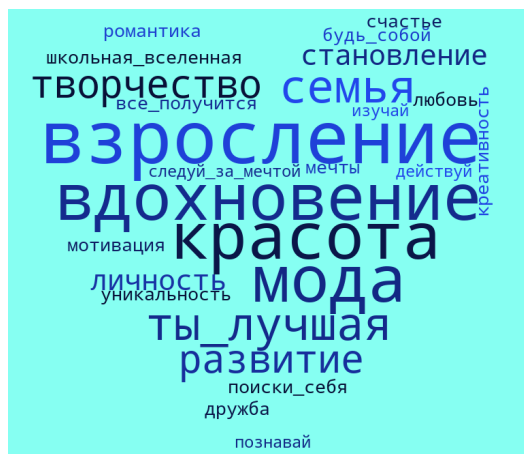 счастье
романтика
будь_собой
школьная_вселенная
становление
творчество
семья
все_получится
любовь
изучай
креативность
взросление
следуй_за_мечтой
мечты
действуй
вдохновение
мотивация
красота
личность
мода
уникальность
ты_лучшая
развитие
поиски_себя
дружба
познавай